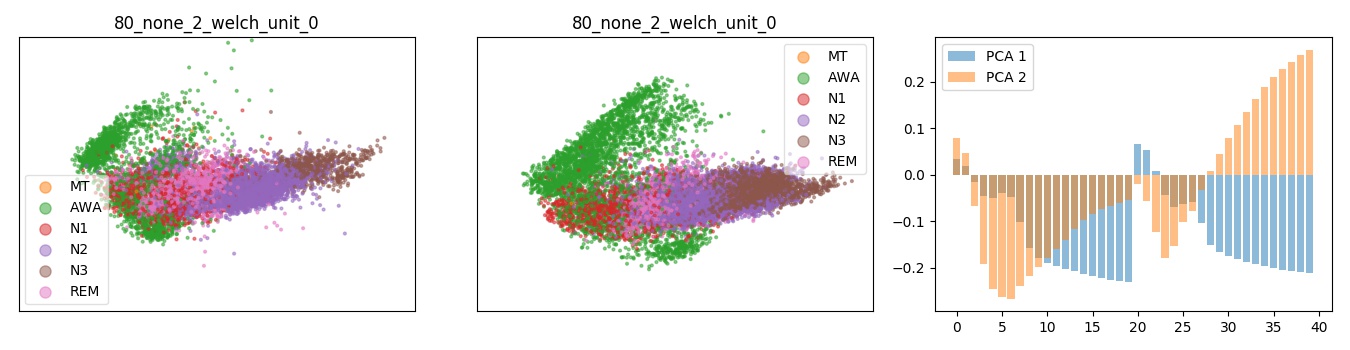 80_none_2_welch_unit_0
MT
AWA
N1
N2
N3
REM
80_none_2_welch_unit_0
MT
AWA
N1
N2
N3
REM
PCA 1
PCA 2
0.2
0.1
0.0
−0.1
−0.2
0 5 10 15 20 25 30 35 40